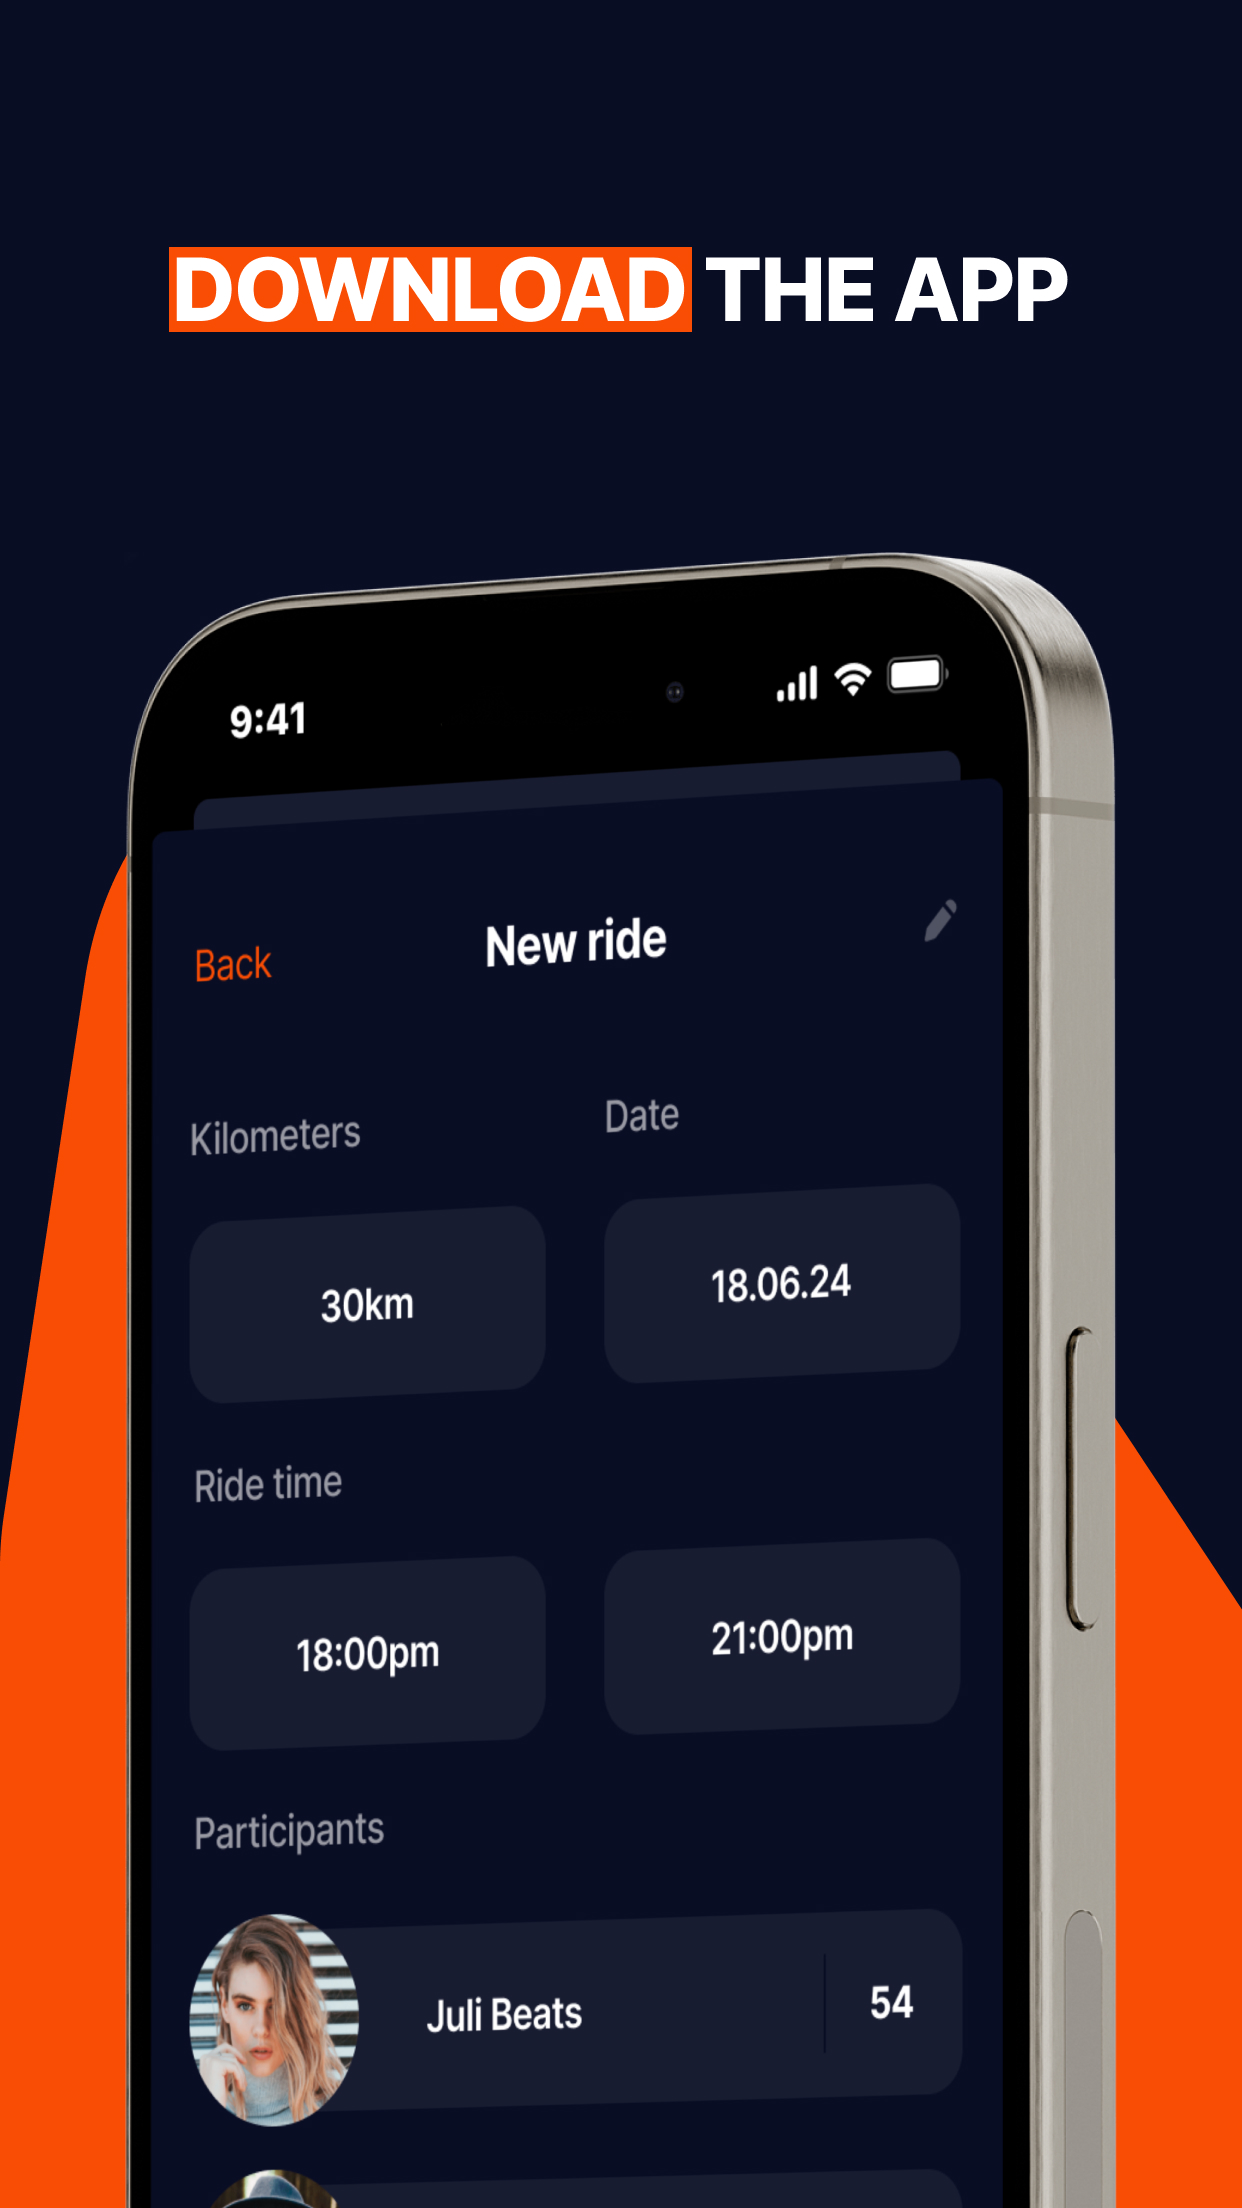 DOWNLOAD THE APP
9:41
Back
New ride
Kilometers
Date
30km
18.06.24
Ride time
18:00pm
21:00pm
Participants
Juli Beats
54